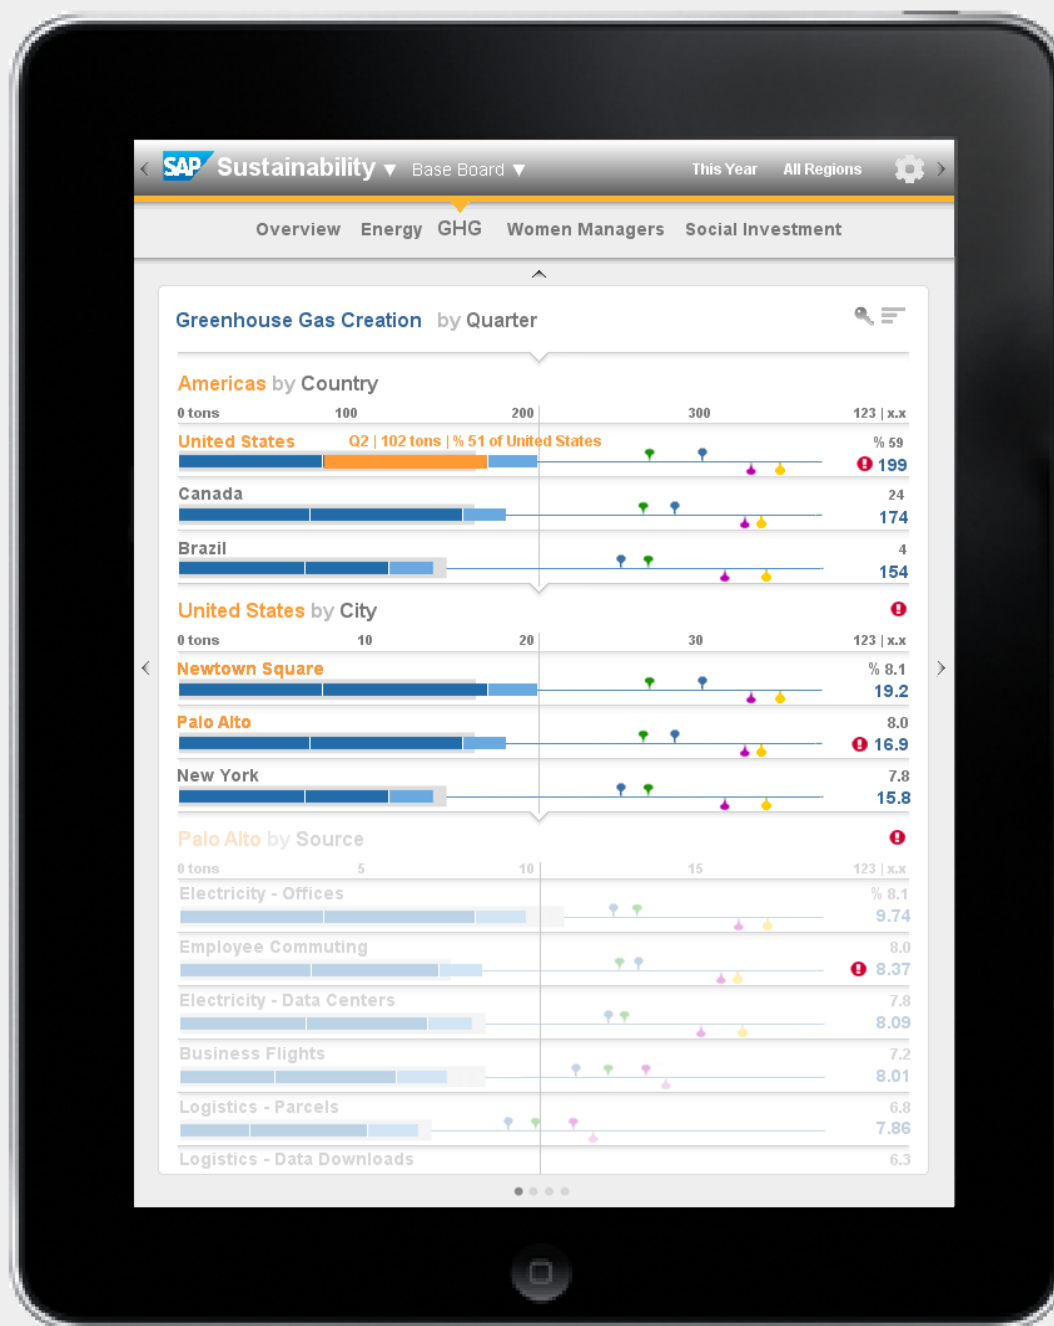 SAP Sustainability ▼ Base Board ▼ This Year All Regions
Overview Energy GHG Women Managers Social Investment
Greenhouse Gas Creation by Quarter
Americas by Country
0 tons 100 200 300 123 | x.x
United States Q2 | 102 tons | % 51 of United States % 59
199
Canada 24
174
Brazil 4
154
United States by City
0 tons 10 20 30 123 | x.x
Newtown Square % 8.1
19.2
Palo Alto 8.0
16.9
New York 7.8
15.8
Palo Alto by Source
0 tons 5 10 15 123 | x.x
Electricity - Offices % 8.1
9.74
Employee Commuting 8.0
8.37
Electricity - Data Centers 7.8
8.09
Business Flights 7.2
8.01
Logistics - Parcels 6.8
7.86
Logistics - Data Downloads 6.3